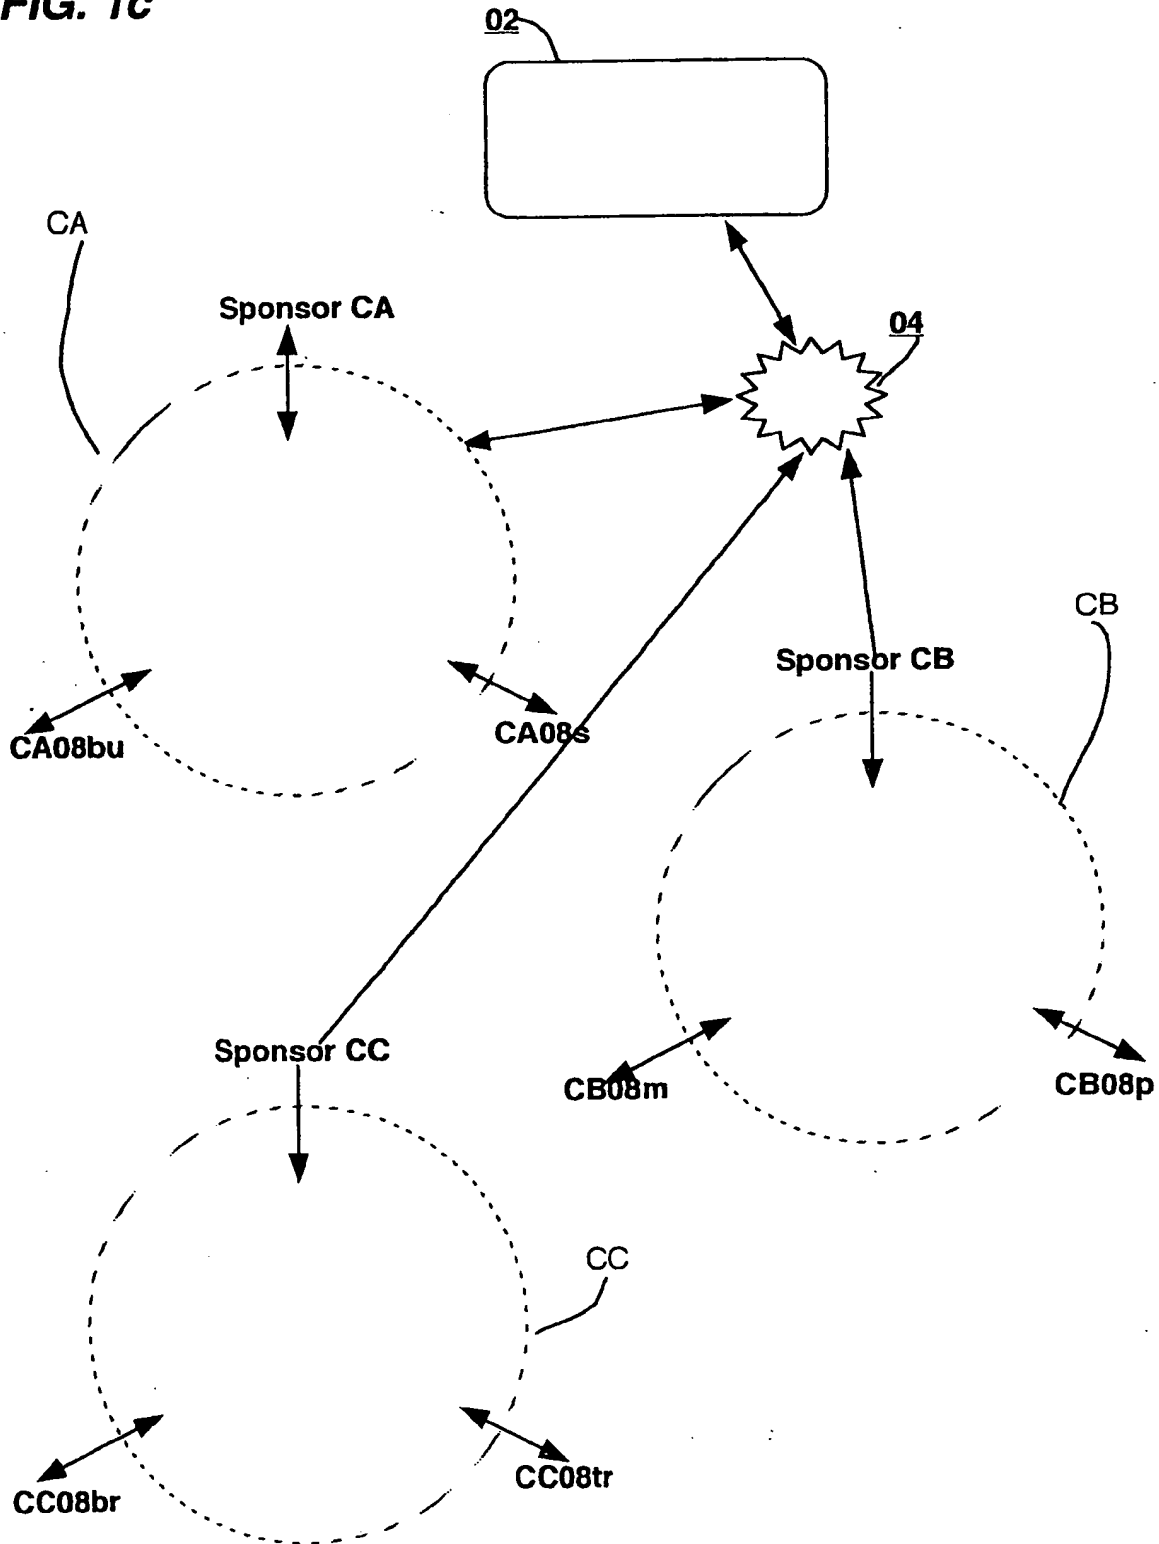 FIG. 1c
02
CA
Sponsor CA
04
CB
Sponsor CB
CA08bu
CA08s
Sponsor CC
CB08m
CB08p
CC
CC08br
CC08tr